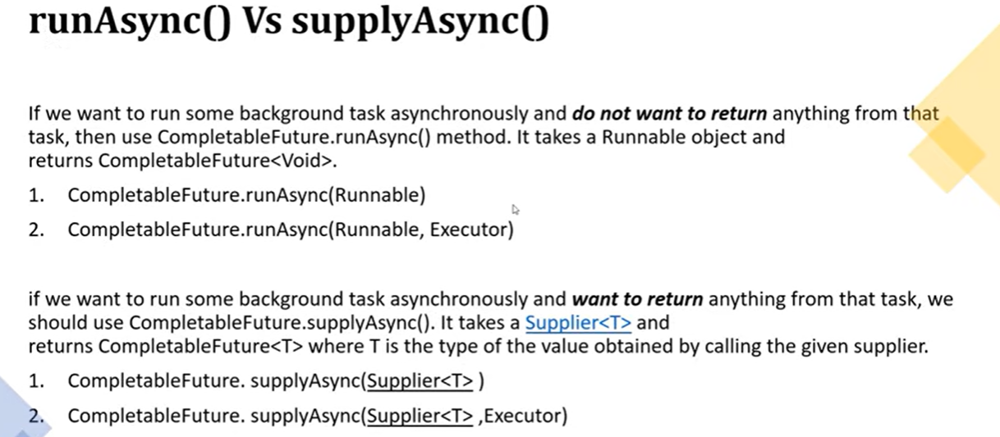 runAsync() Vs supplyAsync()
If we want to run some background task asynchronously and do not want to return anything from that
task, then use CompletableFuture.runAsync() method. It takes a Runnable object and
returns CompletableFuture<Void>.
1. CompletableFuture.runAsync(Runnable)
2. CompletableFuture.runAsync(Runnable, Executor)
if we want to run some background task asynchronously and want to return anything from that task, we
should use CompletableFuture.supplyAsync(). It takes a Supplier<T> and
returns CompletableFuture<T> where T is the type of the value obtained by calling the given supplier.
1. CompletableFuture. supplyAsync(Supplier<T> )
2. CompletableFuture. supplyAsync(Supplier<T> ,Executor)